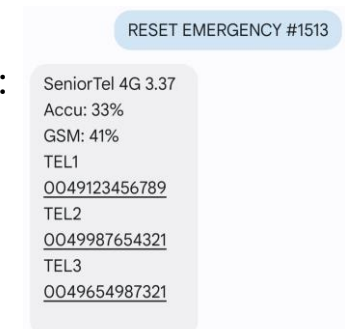 RESET EMERGENCY #1513
:
SeniorTel 4G 3.37
Accu: 33%
GSM: 41%
TEL1
0049123456789
TEL2
0049987654321
TEL3
0049654987321